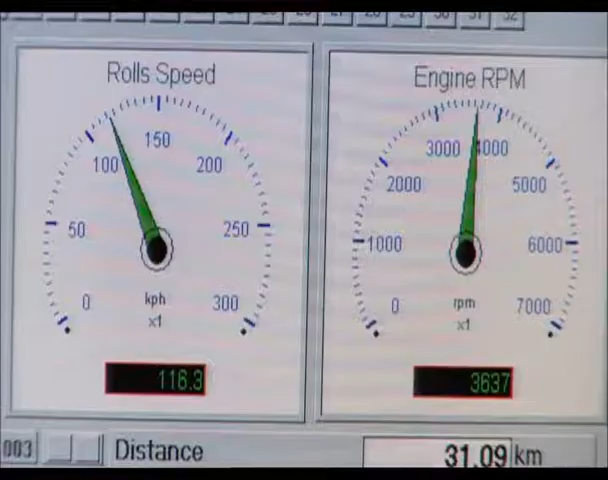 Rolls Speed
0
50
100
150
200
250
300
kph
x1
116.3
Engine RPM
0
1000
2000
3000
4000
5000
6000
7000
rpm
x1
3637
003
Distance
31.09 km